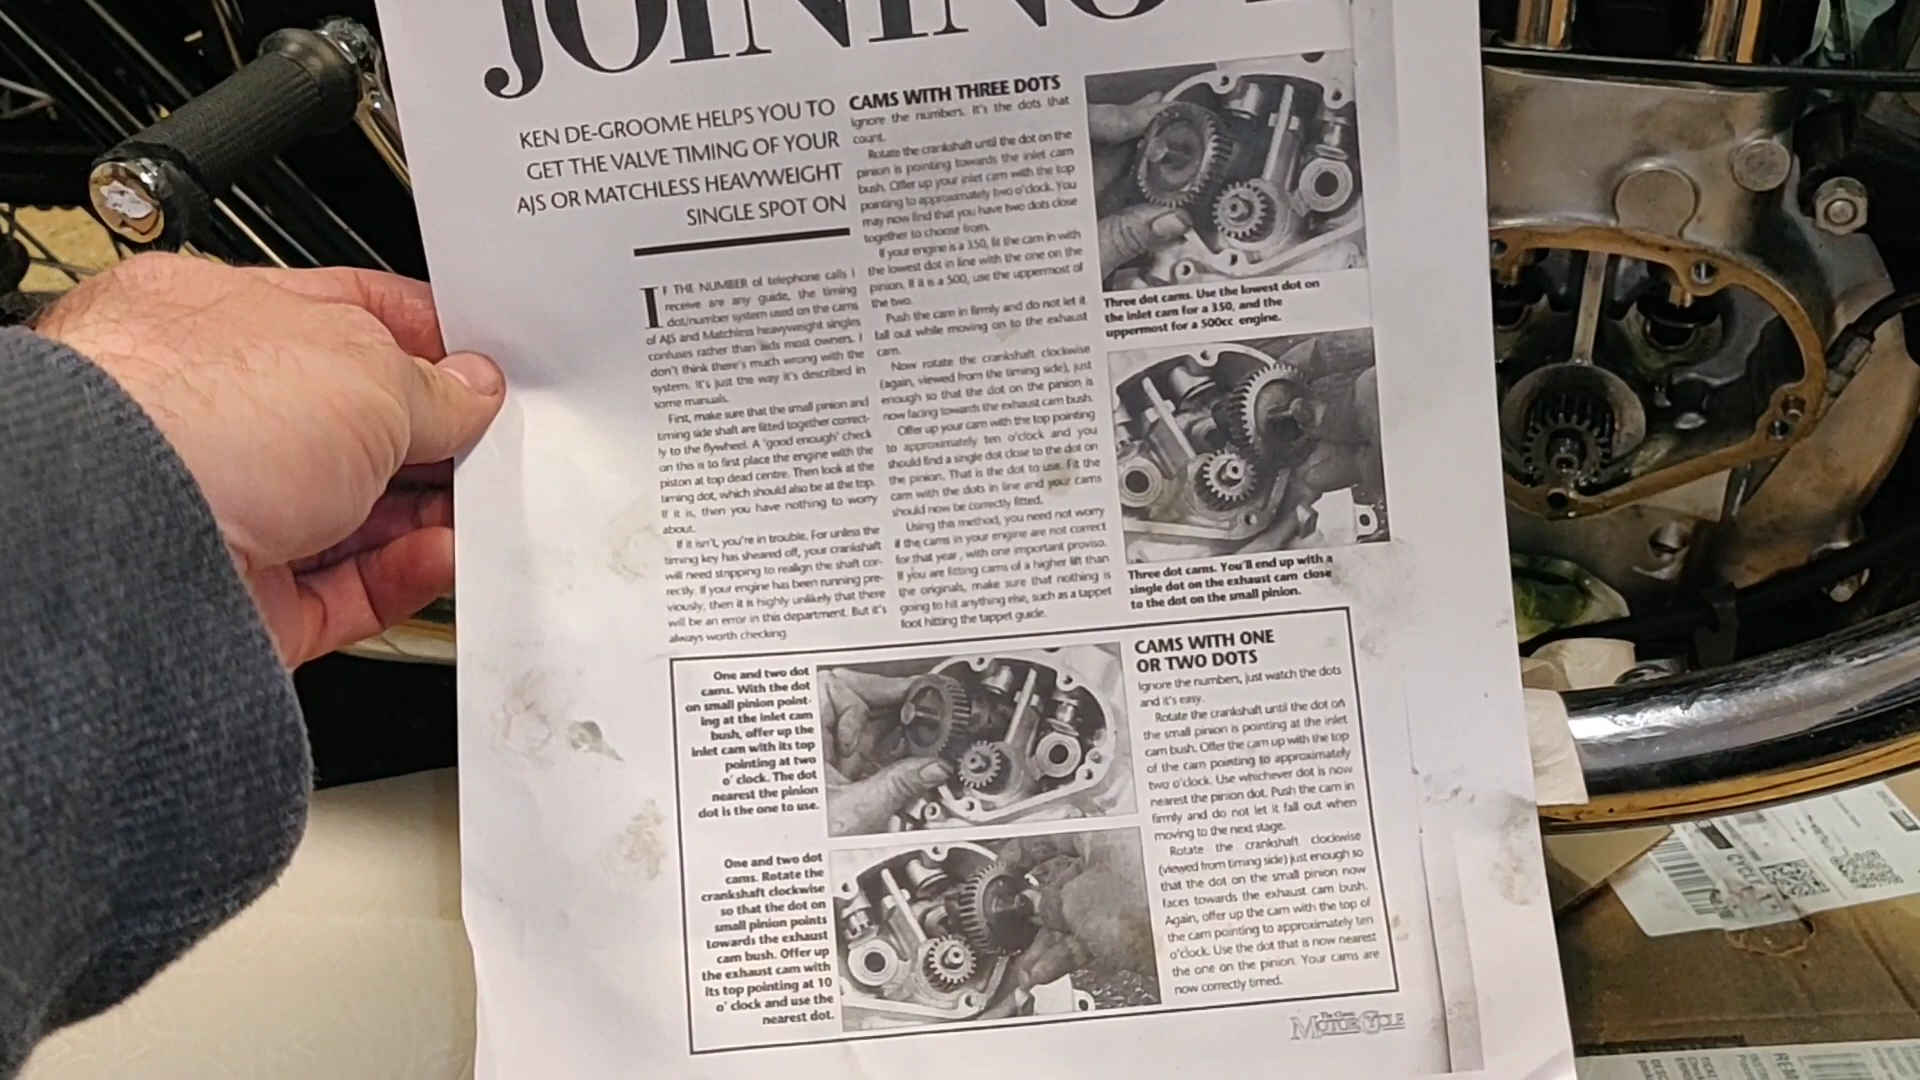 JOINING
KEN DE-GROOME HELPS YOU TO
GET THE VALVE TIMING OF YOUR
AJS OR MATCHLESS HEAVYWEIGHT
SINGLE SPOT ON
IF THE NUMBER of telephone calls I
receive are any guide, the timing
dot/number system used on the cams
of AJS and Matchless heavyweight singles
confuses rather than aids most owners. I
don't think there's much wrong with the
system. It's just the way it's described in
some manuals.
First, make sure that the small pinion and
timing side shaft are fitted together correct-
ly to the flywheel. A 'good enough' check
on this is to first place the engine with the
piston at top dead centre. Then look at the
timing dot, which should also be at the top.
If it is, then you have nothing to worry
about.
If it isn't, you're in trouble. For unless the
timing key has sheared off, your crankshaft
will need stripping to realign the shaft cor-
rectly. If your engine has been running pre-
viously, then it is highly unlikely that there
will be an error in this department. But it's
always worth checking.
CAMS WITH THREE DOTS
Ignore the numbers. It's the dots that
count.
Rotate the crankshaft until the dot on the
pinion is pointing towards the inlet cam
bush. Offer up your inlet cam with the top
pointing to approximately two o'clock. You
may now find that you have two dots close
together to choose from.
If your engine is a 350, fit the cam in with
the lowest dot in line with the one on the
pinion. If it is a 500, use the uppermost of
the two.
Push the cam in firmly and do not let it
fall out while moving on to the exhaust
cam.
Now rotate the crankshaft clockwise
(again, viewed from the timing side), just
enough so that the dot on the pinion is
now facing towards the exhaust cam bush.
Offer up your cam with the top pointing
to approximately ten o'clock and you
should find a single dot close to the dot on
the pinion. That is the dot to use. Fit the
cam with the dots in line and your cams
should now be correctly fitted.
Using this method, you need not worry
if the cams in your engine are not correct
for that year, with one important proviso.
If you are fitting cams of a higher lift than
the originals, make sure that nothing is
going to hit anything else, such as a tappet
foot hitting the tappet guide.
Three dot cams. Use the lowest dot on
the inlet cam for a 350, and the
uppermost for a 500cc engine.
Three dot cams. You'll end up with a
single dot on the exhaust cam close
to the dot on the small pinion.
One and two dot
cams. With the dot
on small pinion point-
ing at the inlet cam
bush, offer up the
inlet cam with its top
pointing at two
o' clock. The dot
nearest the pinion
dot is the one to use.
One and two dot
cams. Rotate the
crankshaft clockwise
so that the dot on
small pinion points
towards the exhaust
cam bush. Offer up
the exhaust cam with
its top pointing at 10
o' clock and use the
nearest dot.
CAMS WITH ONE
OR TWO DOTS
Ignore the numbers, just watch the dots
and it's easy.
Rotate the crankshaft until the dot on
the small pinion is pointing at the inlet
cam bush. Offer the cam up with the top
of the cam pointing to approximately
two o'clock. Use whichever dot is now
nearest the pinion dot. Push the cam in
firmly and do not let it fall out when
moving to the next stage.
Rotate the crankshaft clockwise
(viewed from timing side) just enough so
that the dot on the small pinion now
faces towards the exhaust cam bush.
Again, offer up the cam with the top of
the cam pointing to approximately ten
o'clock. Use the dot that is now nearest
the one on the pinion. Your cams are
now correctly timed.
The Classic
MOTOR CYCLE